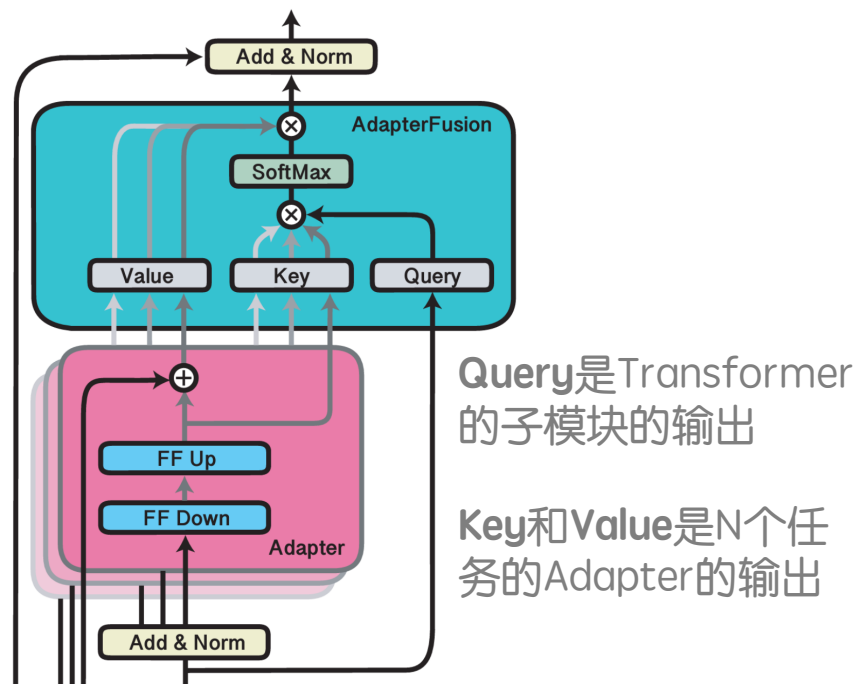 Add & Norm
AdapterFusion
SoftMax
Value
Key
Query
Query是Transformer
的子模块的输出
FF Up
FF Down
Adapter
Key和Value是N个任
务的Adapter的输出
Add & Norm